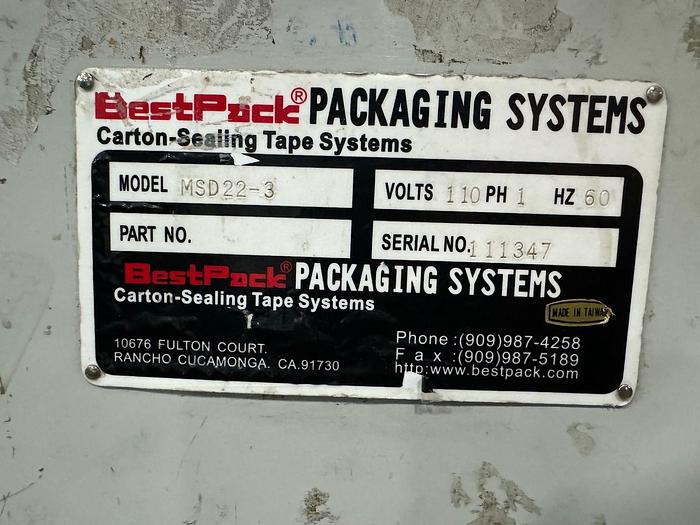 BestPack® PACKAGING SYSTEMS
Carton-Sealing Tape Systems
MODEL MSD22-3
VOLTS 110 PH 1 HZ 60
PART NO.
SERIAL NO. 111347
BestPack® PACKAGING SYSTEMS
Carton-Sealing Tape Systems
MADE IN TAIWAN
10676 FULTON COURT.
RANCHO CUCAMONGA. CA.91730
Phone :(909)987-4258
Fax :(909)987-5189
http:www.bestpack.com